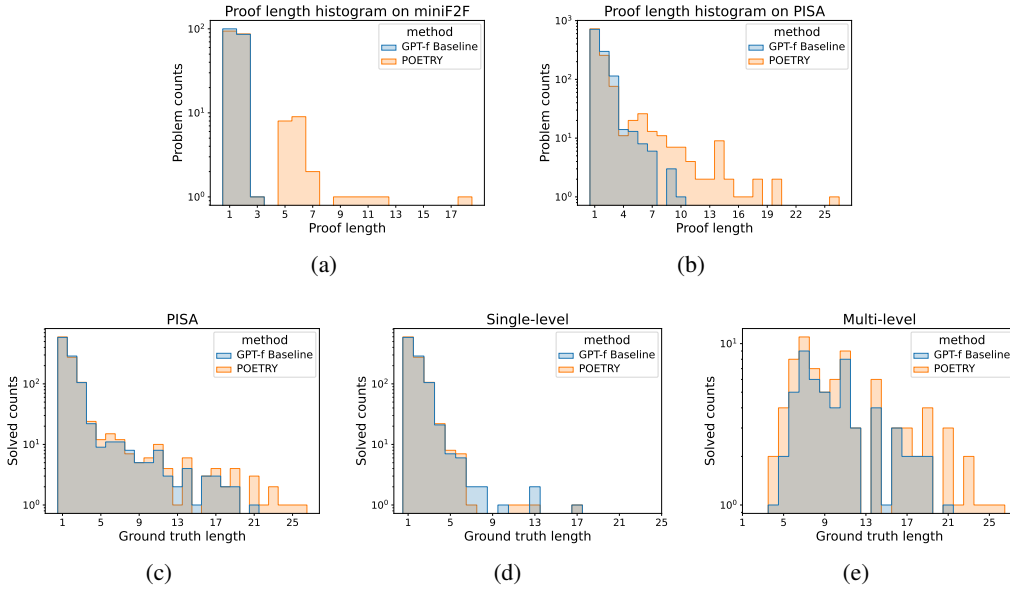 Proof length histogram on miniF2F
method
GPT-f Baseline
POETRY
Problem counts
10²
10¹
10⁰
1 3 5 7 9 11 13 15 17
Proof length
(a)
Proof length histogram on PISA
method
GPT-f Baseline
POETRY
Problem counts
10³
10²
10¹
10⁰
1 4 7 10 13 16 19 22 25
Proof length
(b)
PISA
method
GPT-f Baseline
POETRY
Solved counts
10²
10¹
10⁰
1 5 9 13 17 21 25
Ground truth length
(c)
Single-level
method
GPT-f Baseline
POETRY
Solved counts
10²
10¹
10⁰
1 5 9 13 17 21 25
Ground truth length
(d)
Multi-level
method
GPT-f Baseline
POETRY
Solved counts
10¹
10⁰
1 5 9 13 17 21 25
Ground truth length
(e)